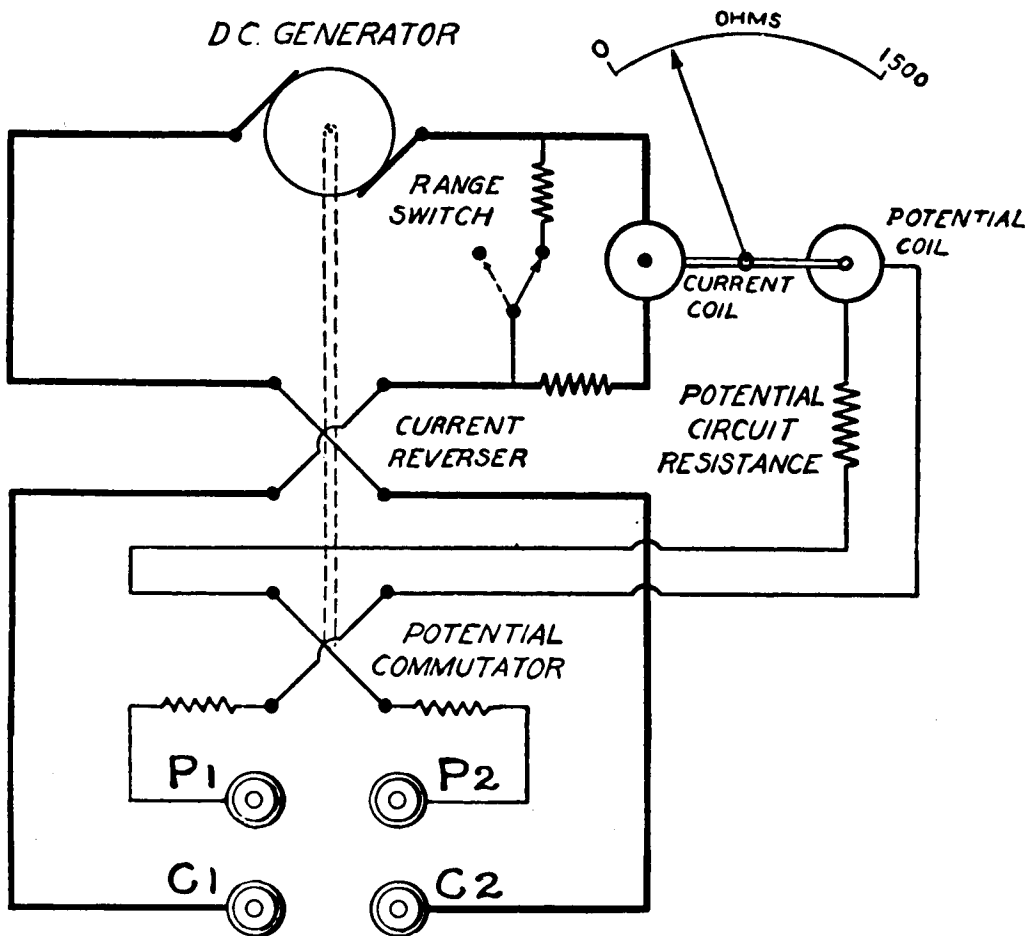 D.C. GENERATOR
OHMS
0
1500
RANGE
SWITCH
POTENTIAL
COIL
CURRENT
COIL
POTENTIAL
CIRCUIT
RESISTANCE
CURRENT
REVERSER
POTENTIAL
COMMUTATOR
P1
P2
C1
C2